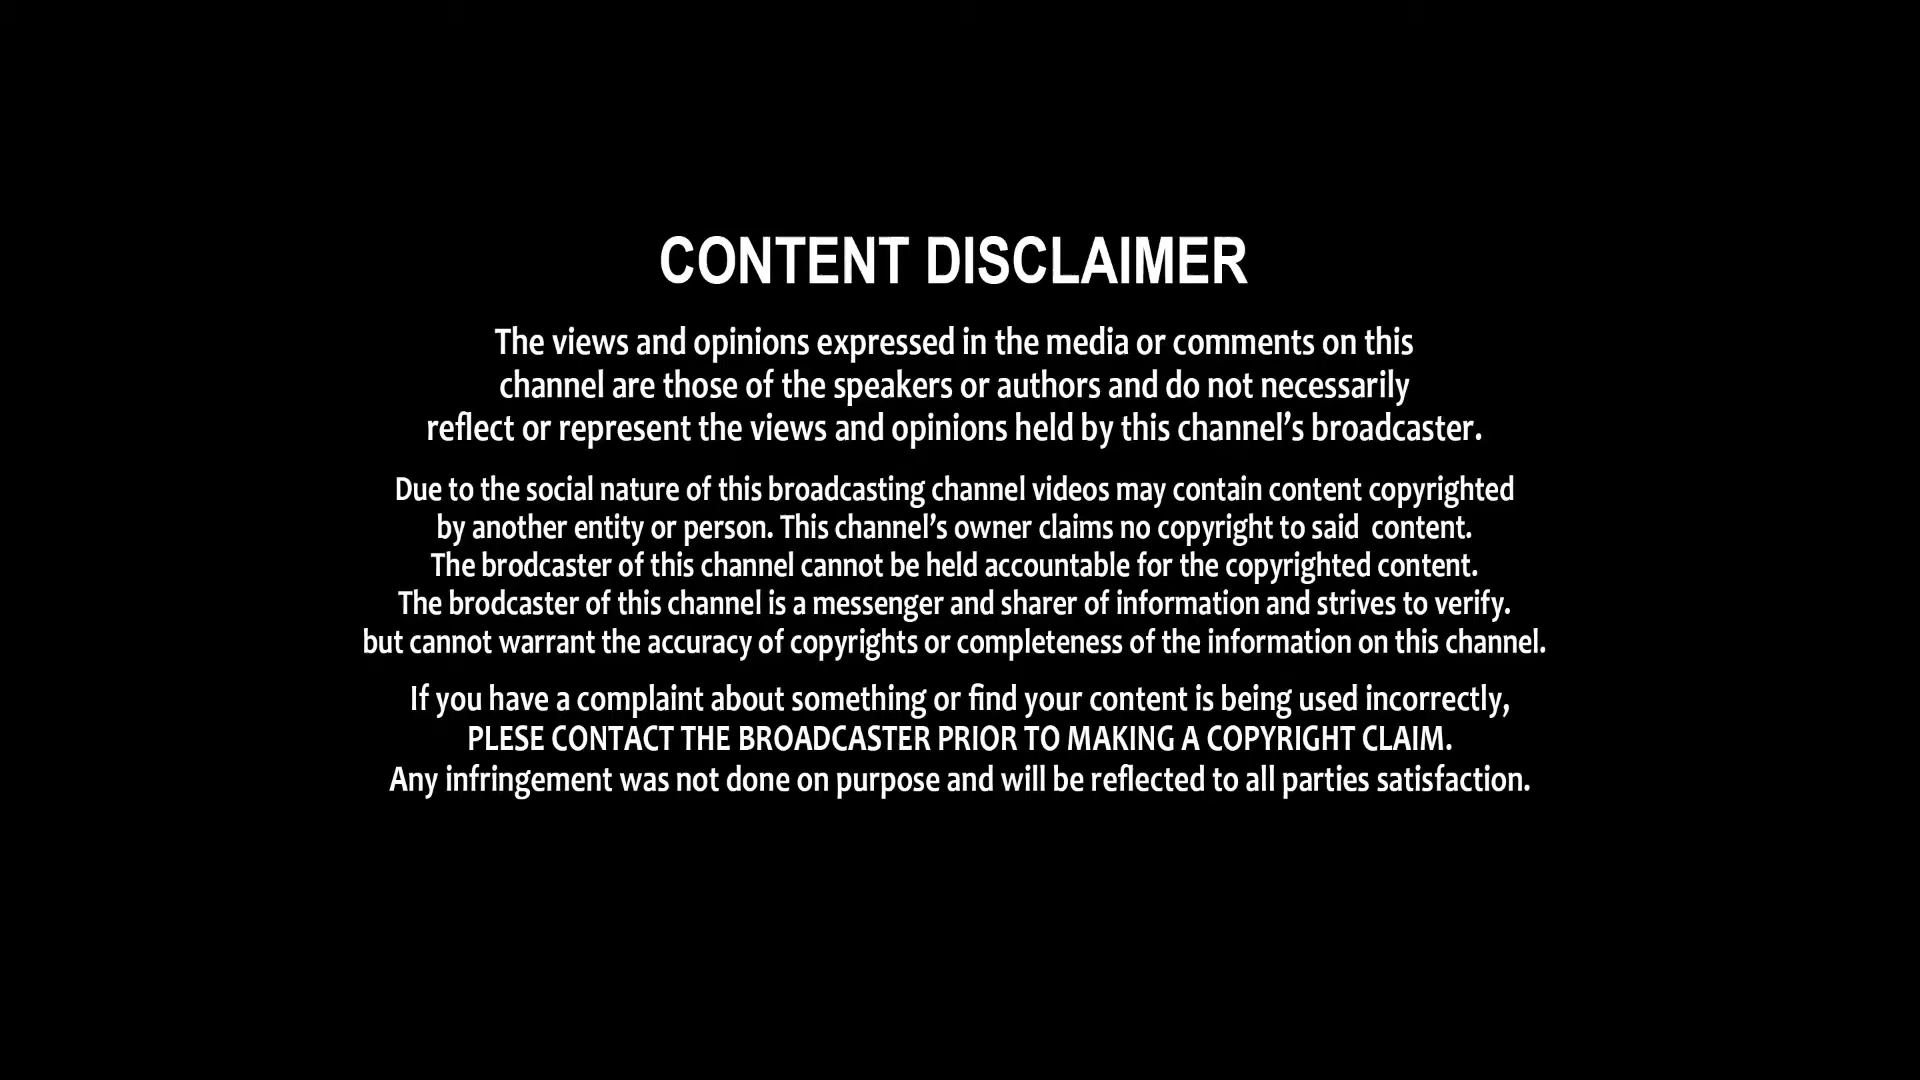 CONTENT DISCLAIMER
The views and opinions expressed in the media or comments on this
channel are those of the speakers or authors and do not necessarily
reflect or represent the views and opinions held by this channel’s broadcaster.
Due to the social nature of this broadcasting channel videos may contain content copyrighted
by another entity or person. This channel’s owner claims no copyright to said  content.
The brodcaster of this channel cannot be held accountable for the copyrighted content.
The brodcaster of this channel is a messenger and sharer of information and strives to verify.
but cannot warrant the accuracy of copyrights or completeness of the information on this channel.
If you have a complaint about something or find your content is being used incorrectly,
PLESE CONTACT THE BROADCASTER PRIOR TO MAKING A COPYRIGHT CLAIM.
Any infringement was not done on purpose and will be reflected to all parties satisfaction.